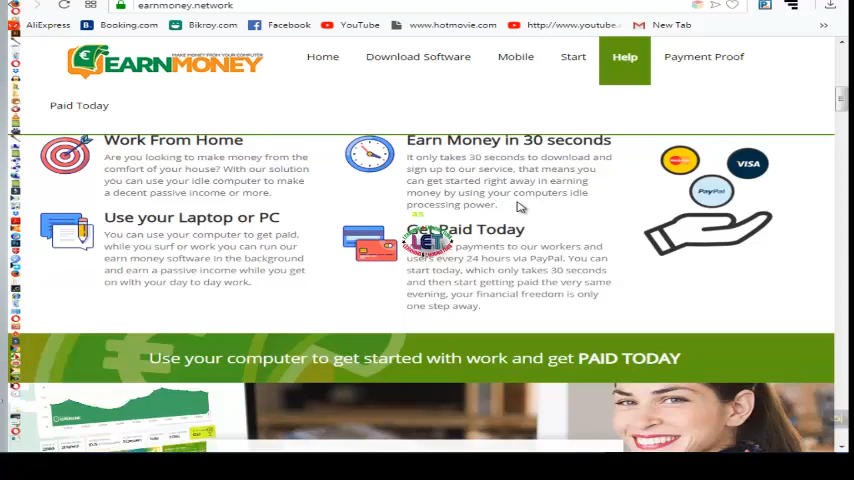 earnmoney.network
AliExpress Booking.com Bikroy.com Facebook YouTube www.hotmovie.com http://www.youtube. New Tab
MAKE MONEY FROM YOUR COMPUTER
EARNMONEY
Home Download Software Mobile Start Help Payment Proof
Paid Today
Work From Home
Are you looking to make money from the
comfort of your house? With our solution
you can use your idle computer to make
a decent passive income or more.
Earn Money in 30 seconds
It only takes 30 seconds to download and
sign up to our service, that means you
can get started right away in earning
money by using your computers idle
processing power.
VISA
PayPal
Use your Laptop or PC
You can use your computer to get paid,
while you surf or work you can run our
earn money software in the background
and earn a passive income while you get
on with your day to day work.
as
Get Paid Today
LET
payments to our workers and
users every 24 hours via PayPal. You can
start today, which only takes 30 seconds
and then start getting paid the very same
evening, your financial freedom is only
one step away.
Use your computer to get started with work and get PAID TODAY